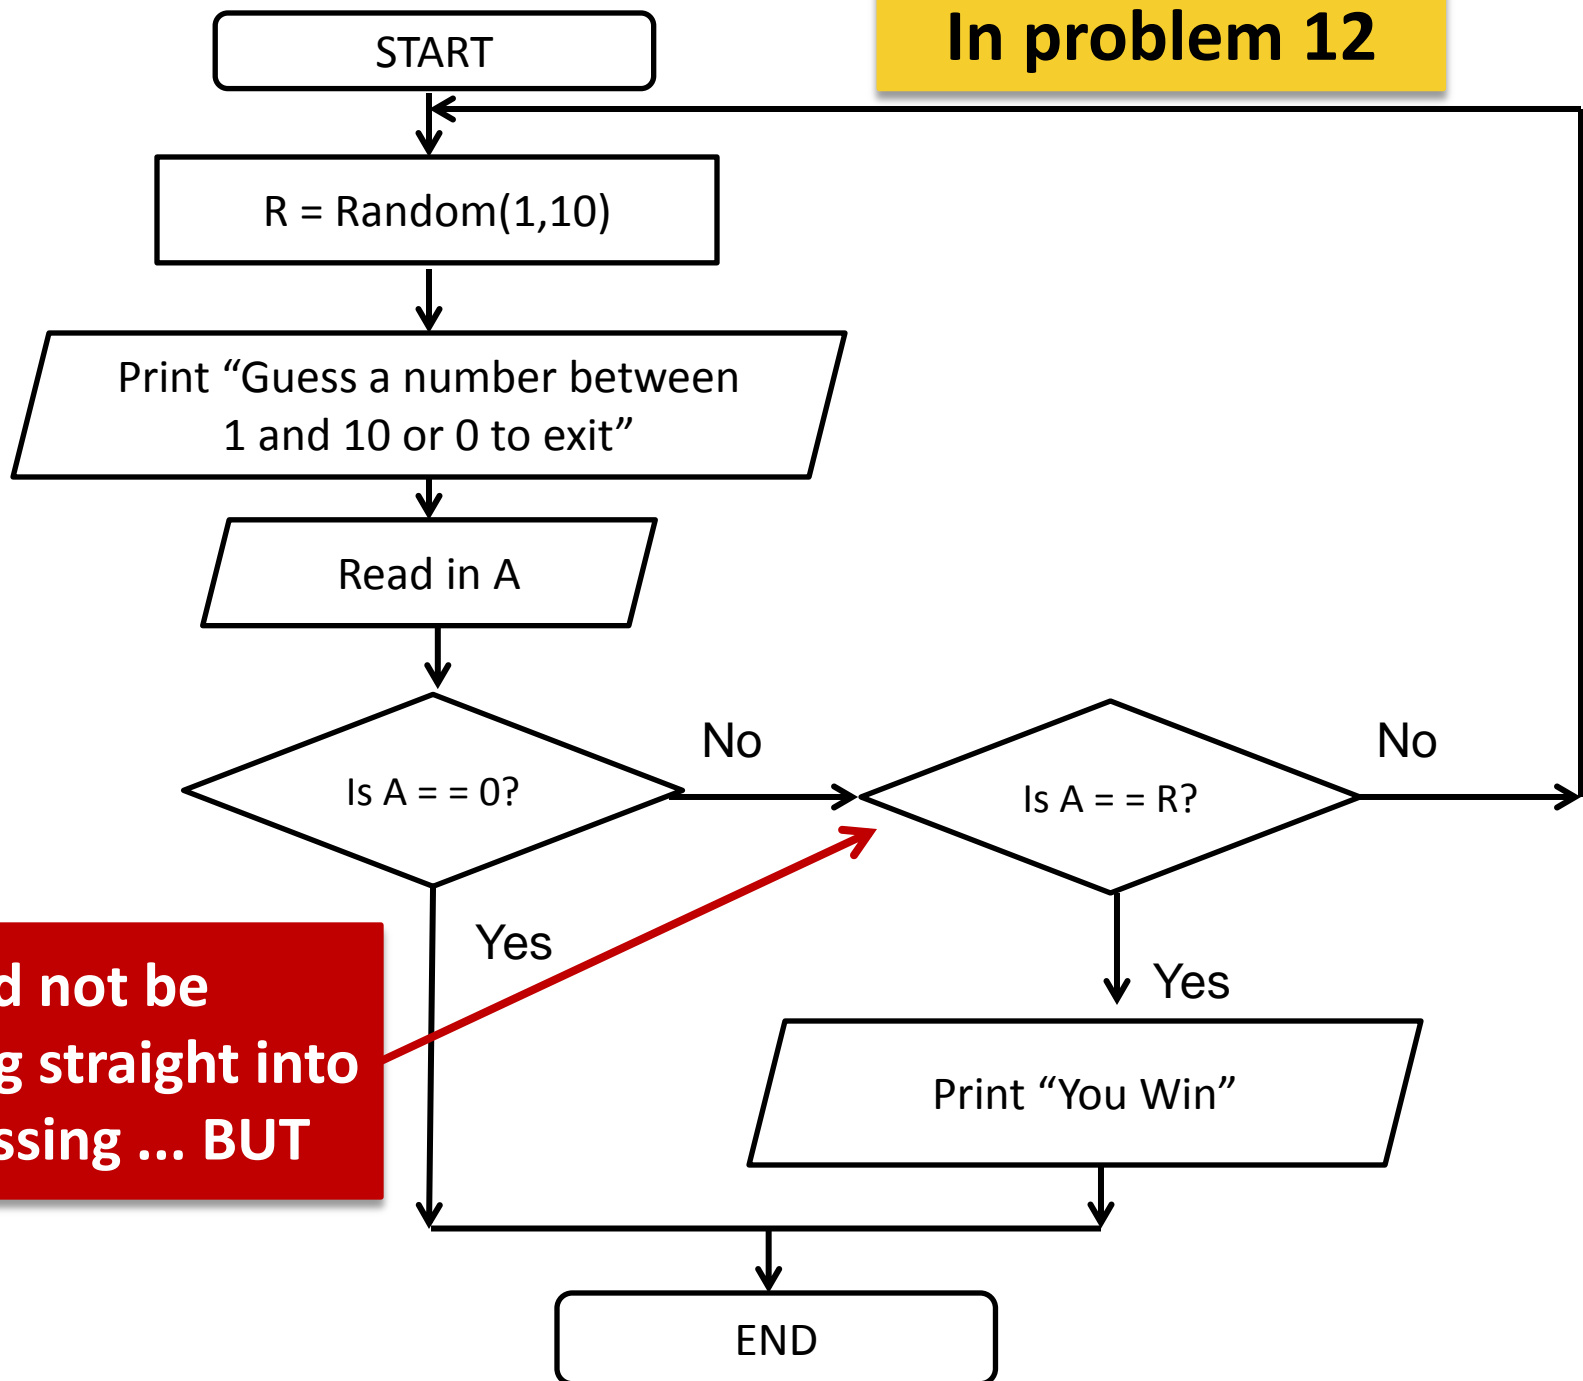 In problem 12
START
R = Random(1,10)
Print “Guess a number between
1 and 10 or 0 to exit”
Read in A
Is A = = 0?
No
Is A = = R?
No
Yes
Yes
not be
straight into
... BUT
Print “You Win”
END